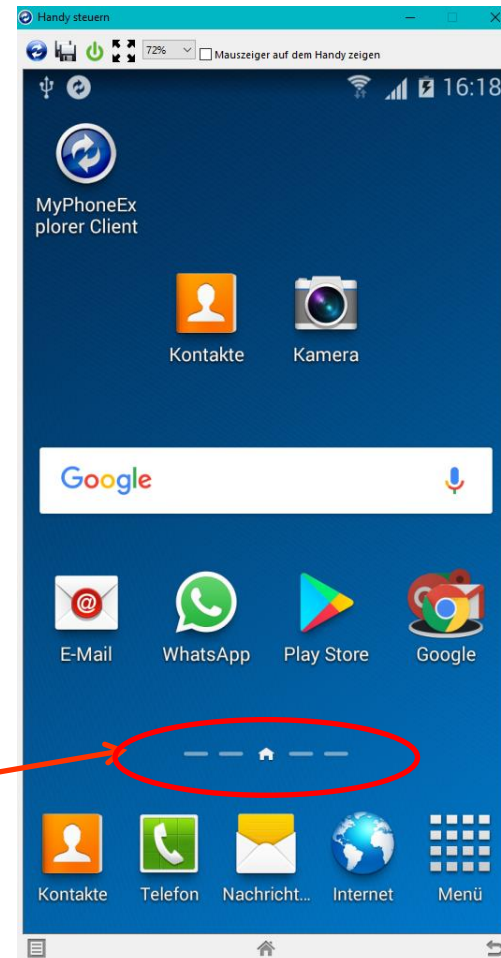 Handy steuern
72%
Mauszeiger auf dem Handy zeigen
16:18
MyPhoneEx
plorer Client
Kontakte
Kamera
Google
E-Mail
WhatsApp
Play Store
Google
Kontakte
Telefon
Nachricht...
Internet
Menü